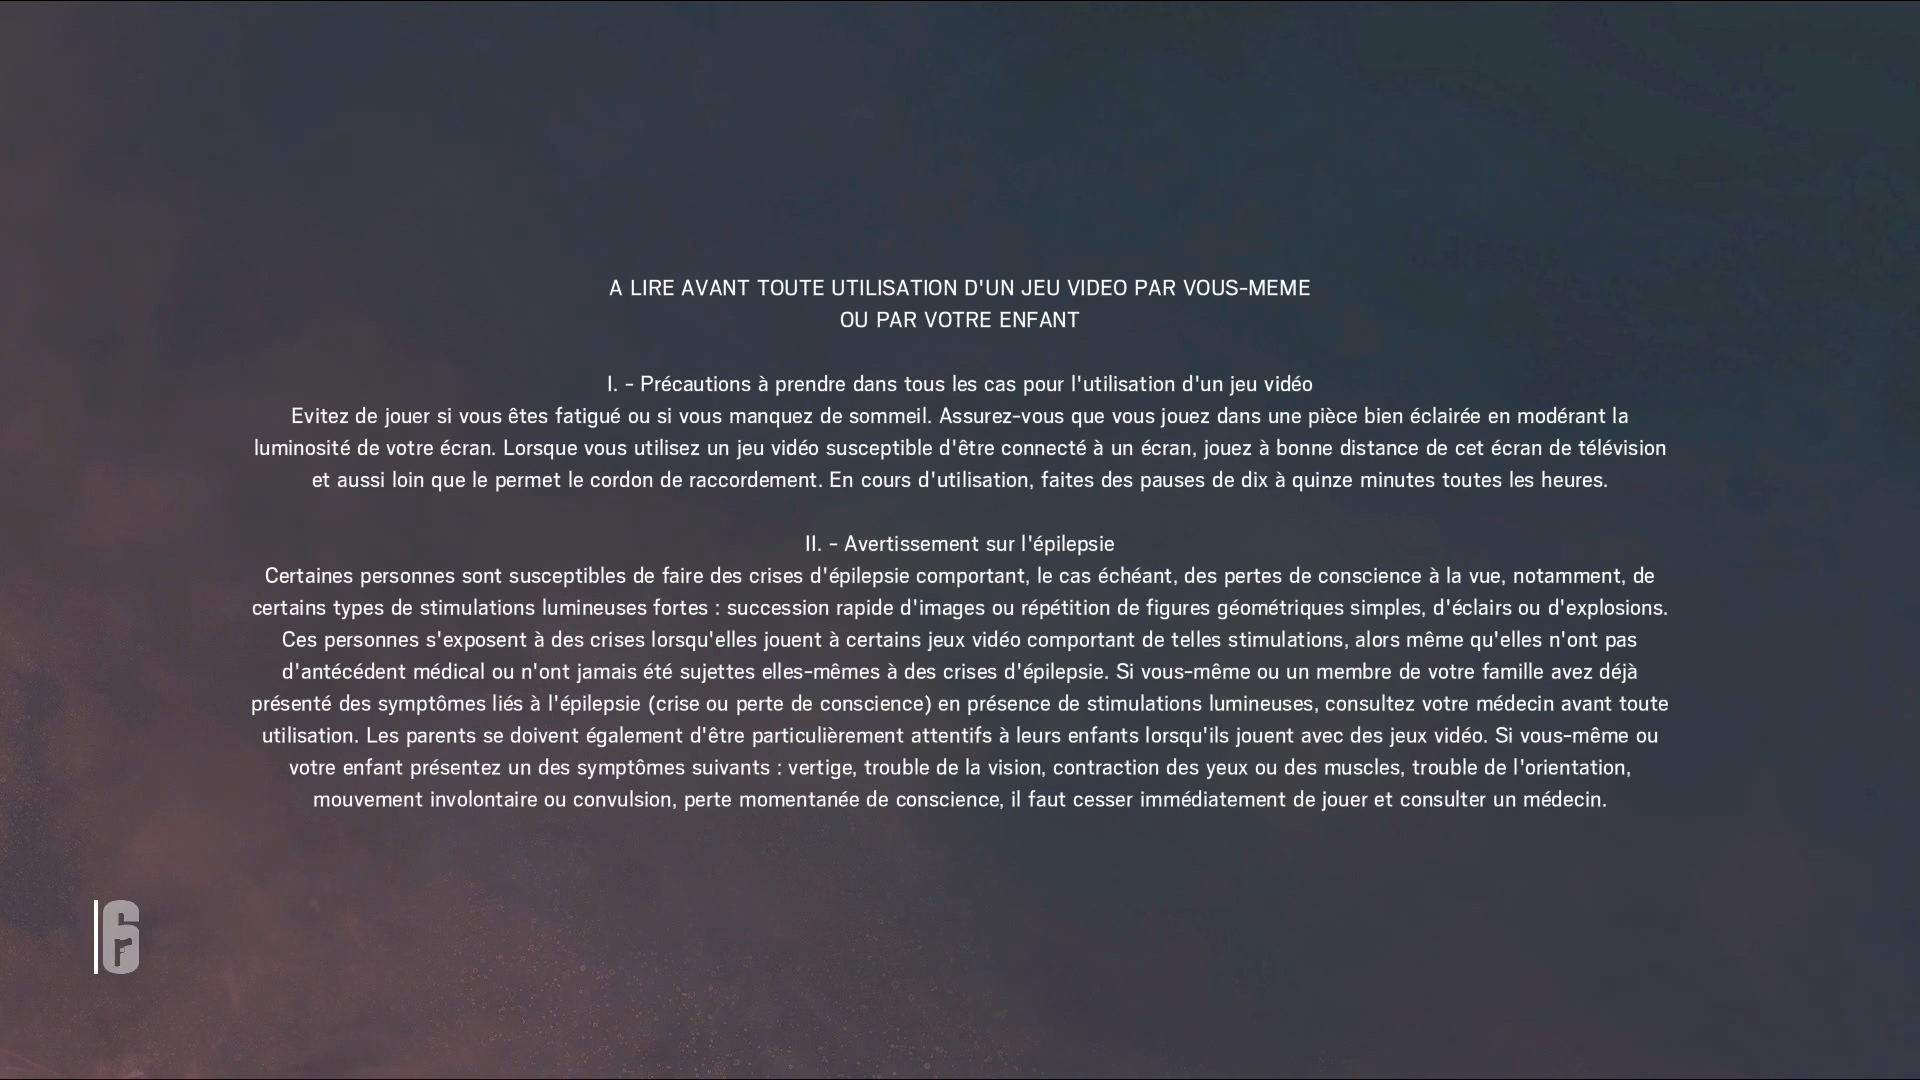 A LIRE AVANT TOUTE UTILISATION D'UN JEU VIDEO PAR VOUS-MEME
OU PAR VOTRE ENFANT
I. - Précautions à prendre dans tous les cas pour l'utilisation d'un jeu vidéo
Evitez de jouer si vous êtes fatigué ou si vous manquez de sommeil. Assurez-vous que vous jouez dans une pièce bien éclairée en modérant la
luminosité de votre écran. Lorsque vous utilisez un jeu vidéo susceptible d'être connecté à un écran, jouez à bonne distance de cet écran de télévision
et aussi loin que le permet le cordon de raccordement. En cours d'utilisation, faites des pauses de dix à quinze minutes toutes les heures.
II. - Avertissement sur l'épilepsie
Certaines personnes sont susceptibles de faire des crises d'épilepsie comportant, le cas échéant, des pertes de conscience à la vue, notamment, de
certains types de stimulations lumineuses fortes : succession rapide d'images ou répétition de figures géométriques simples, d'éclairs ou d'explosions.
Ces personnes s'exposent à des crises lorsqu'elles jouent à certains jeux vidéo comportant de telles stimulations, alors même qu'elles n'ont pas
d'antécédent médical ou n'ont jamais été sujettes elles-mêmes à des crises d'épilepsie. Si vous-même ou un membre de votre famille avez déjà
présenté des symptômes liés à l'épilepsie (crise ou perte de conscience) en présence de stimulations lumineuses, consultez votre médecin avant toute
utilisation. Les parents se doivent également d'être particulièrement attentifs à leurs enfants lorsqu'ils jouent avec des jeux vidéo. Si vous-même ou
votre enfant présentez un des symptômes suivants : vertige, trouble de la vision, contraction des yeux ou des muscles, trouble de l'orientation,
mouvement involontaire ou convulsion, perte momentanée de conscience, il faut cesser immédiatement de jouer et consulter un médecin.
6